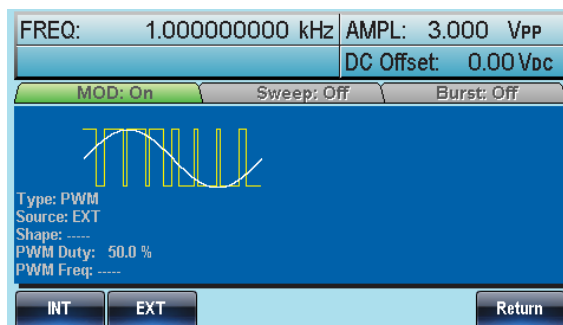 FREQ: 1.000000000 kHz AMPL: 3.000 VPP
DC Offset: 0.00 VDC
MOD: On Sweep: Off Burst: Off
Type: PWM
Source: EXT
Shape: -----
PWM Duty: 50.0 %
PWM Freq: -----
INT EXT Return